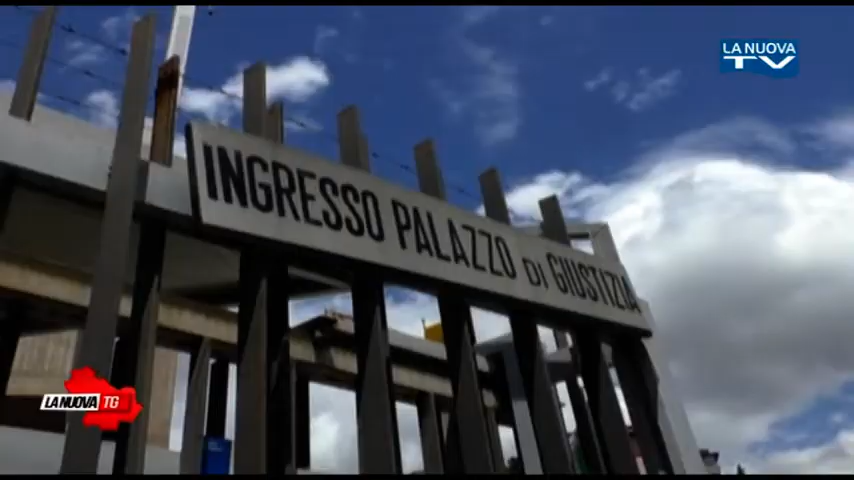 LA NUOVA
TV
INGRESSO PALAZZO DI GIUSTIZIA
LA NUOVA TG